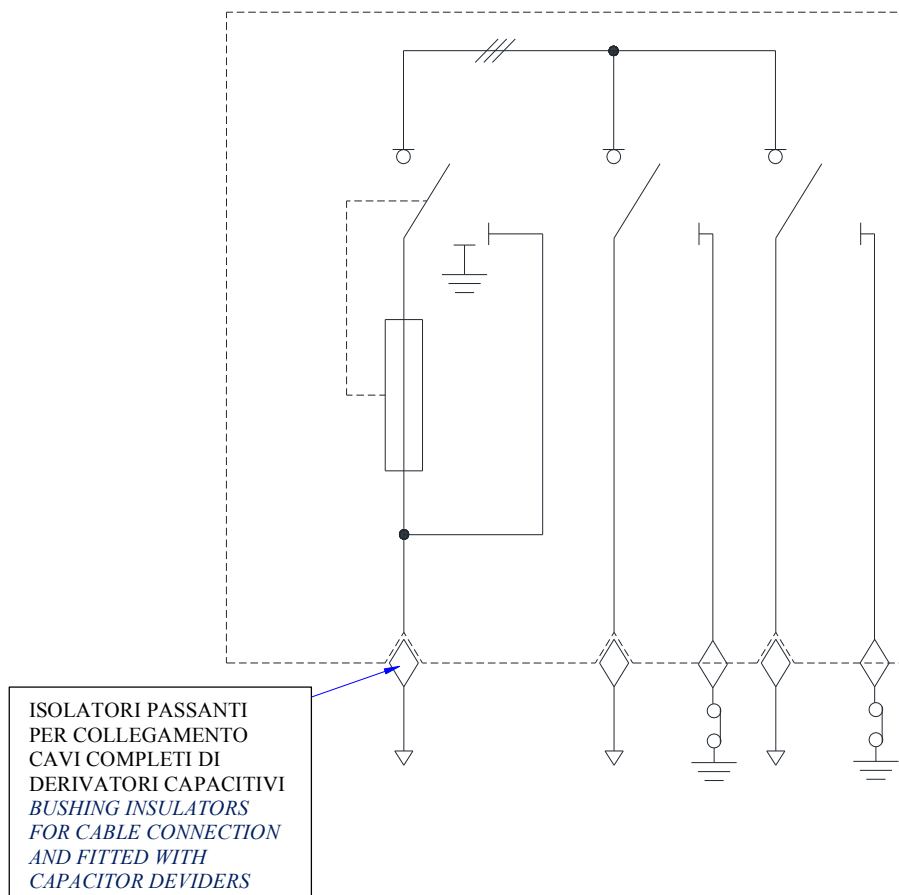 ISOLATORI PASSANTI
PER COLLEGAMENTO
CAVI COMPLETI DI
DERIVATORI CAPACITIVI
BUSHING INSULATORS
FOR CABLE CONNECTION
AND FITTED WITH
CAPACITOR DEVIDERS